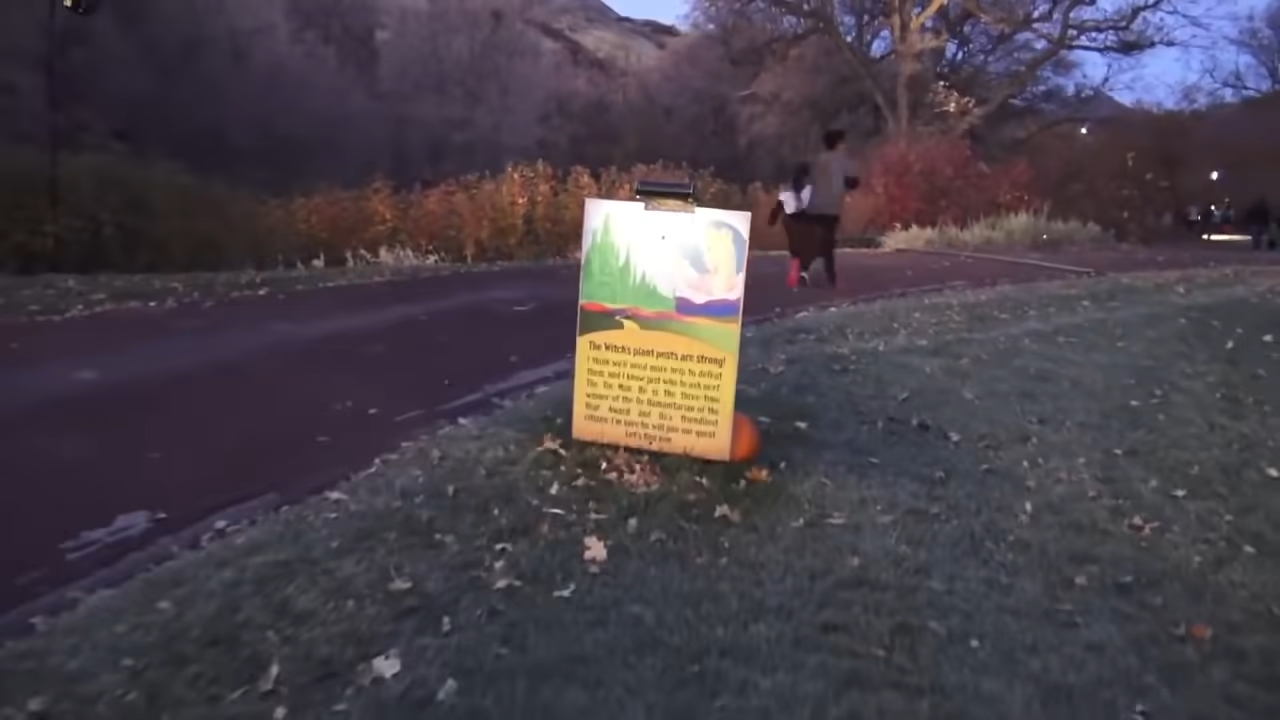 The Witch's plant pests are strong!
I think we'll need more help to defeat
them and I know just who to ask next
The Tin Man. He is the three-time
winner of the Oz Humanitarian of the
Year Award and Oz's friendliest
citizen. I'm sure he will join our quest
Let's find him